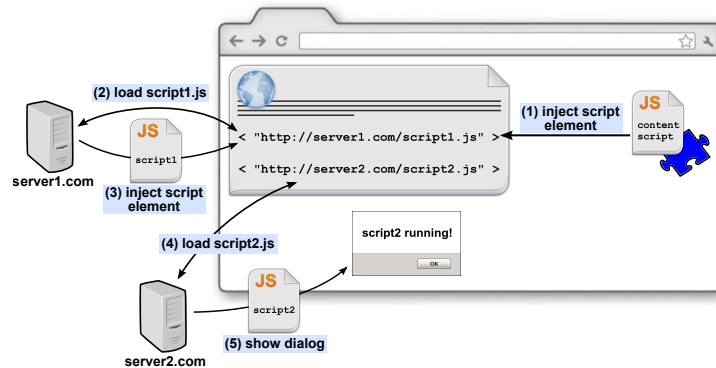 (2) load script1.js
JS
script1
server1.com
(3) inject script
element
< "http://server1.com/script1.js" >
< "http://server2.com/script2.js" >
(1) inject script
element
JS
content
script
(4) load script2.js
script2 running!
OK
JS
script2
server2.com
(5) show dialog